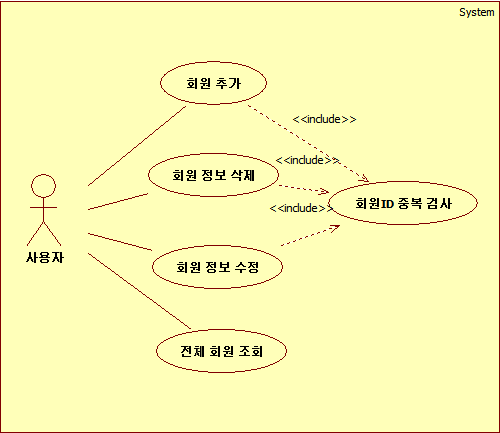 System
회원 추가
<<include>>
<<include>>
회원 정보 삭제
회원ID 중복 검사
<<include>>
사용자
회원 정보 수정
전체 회원 조회